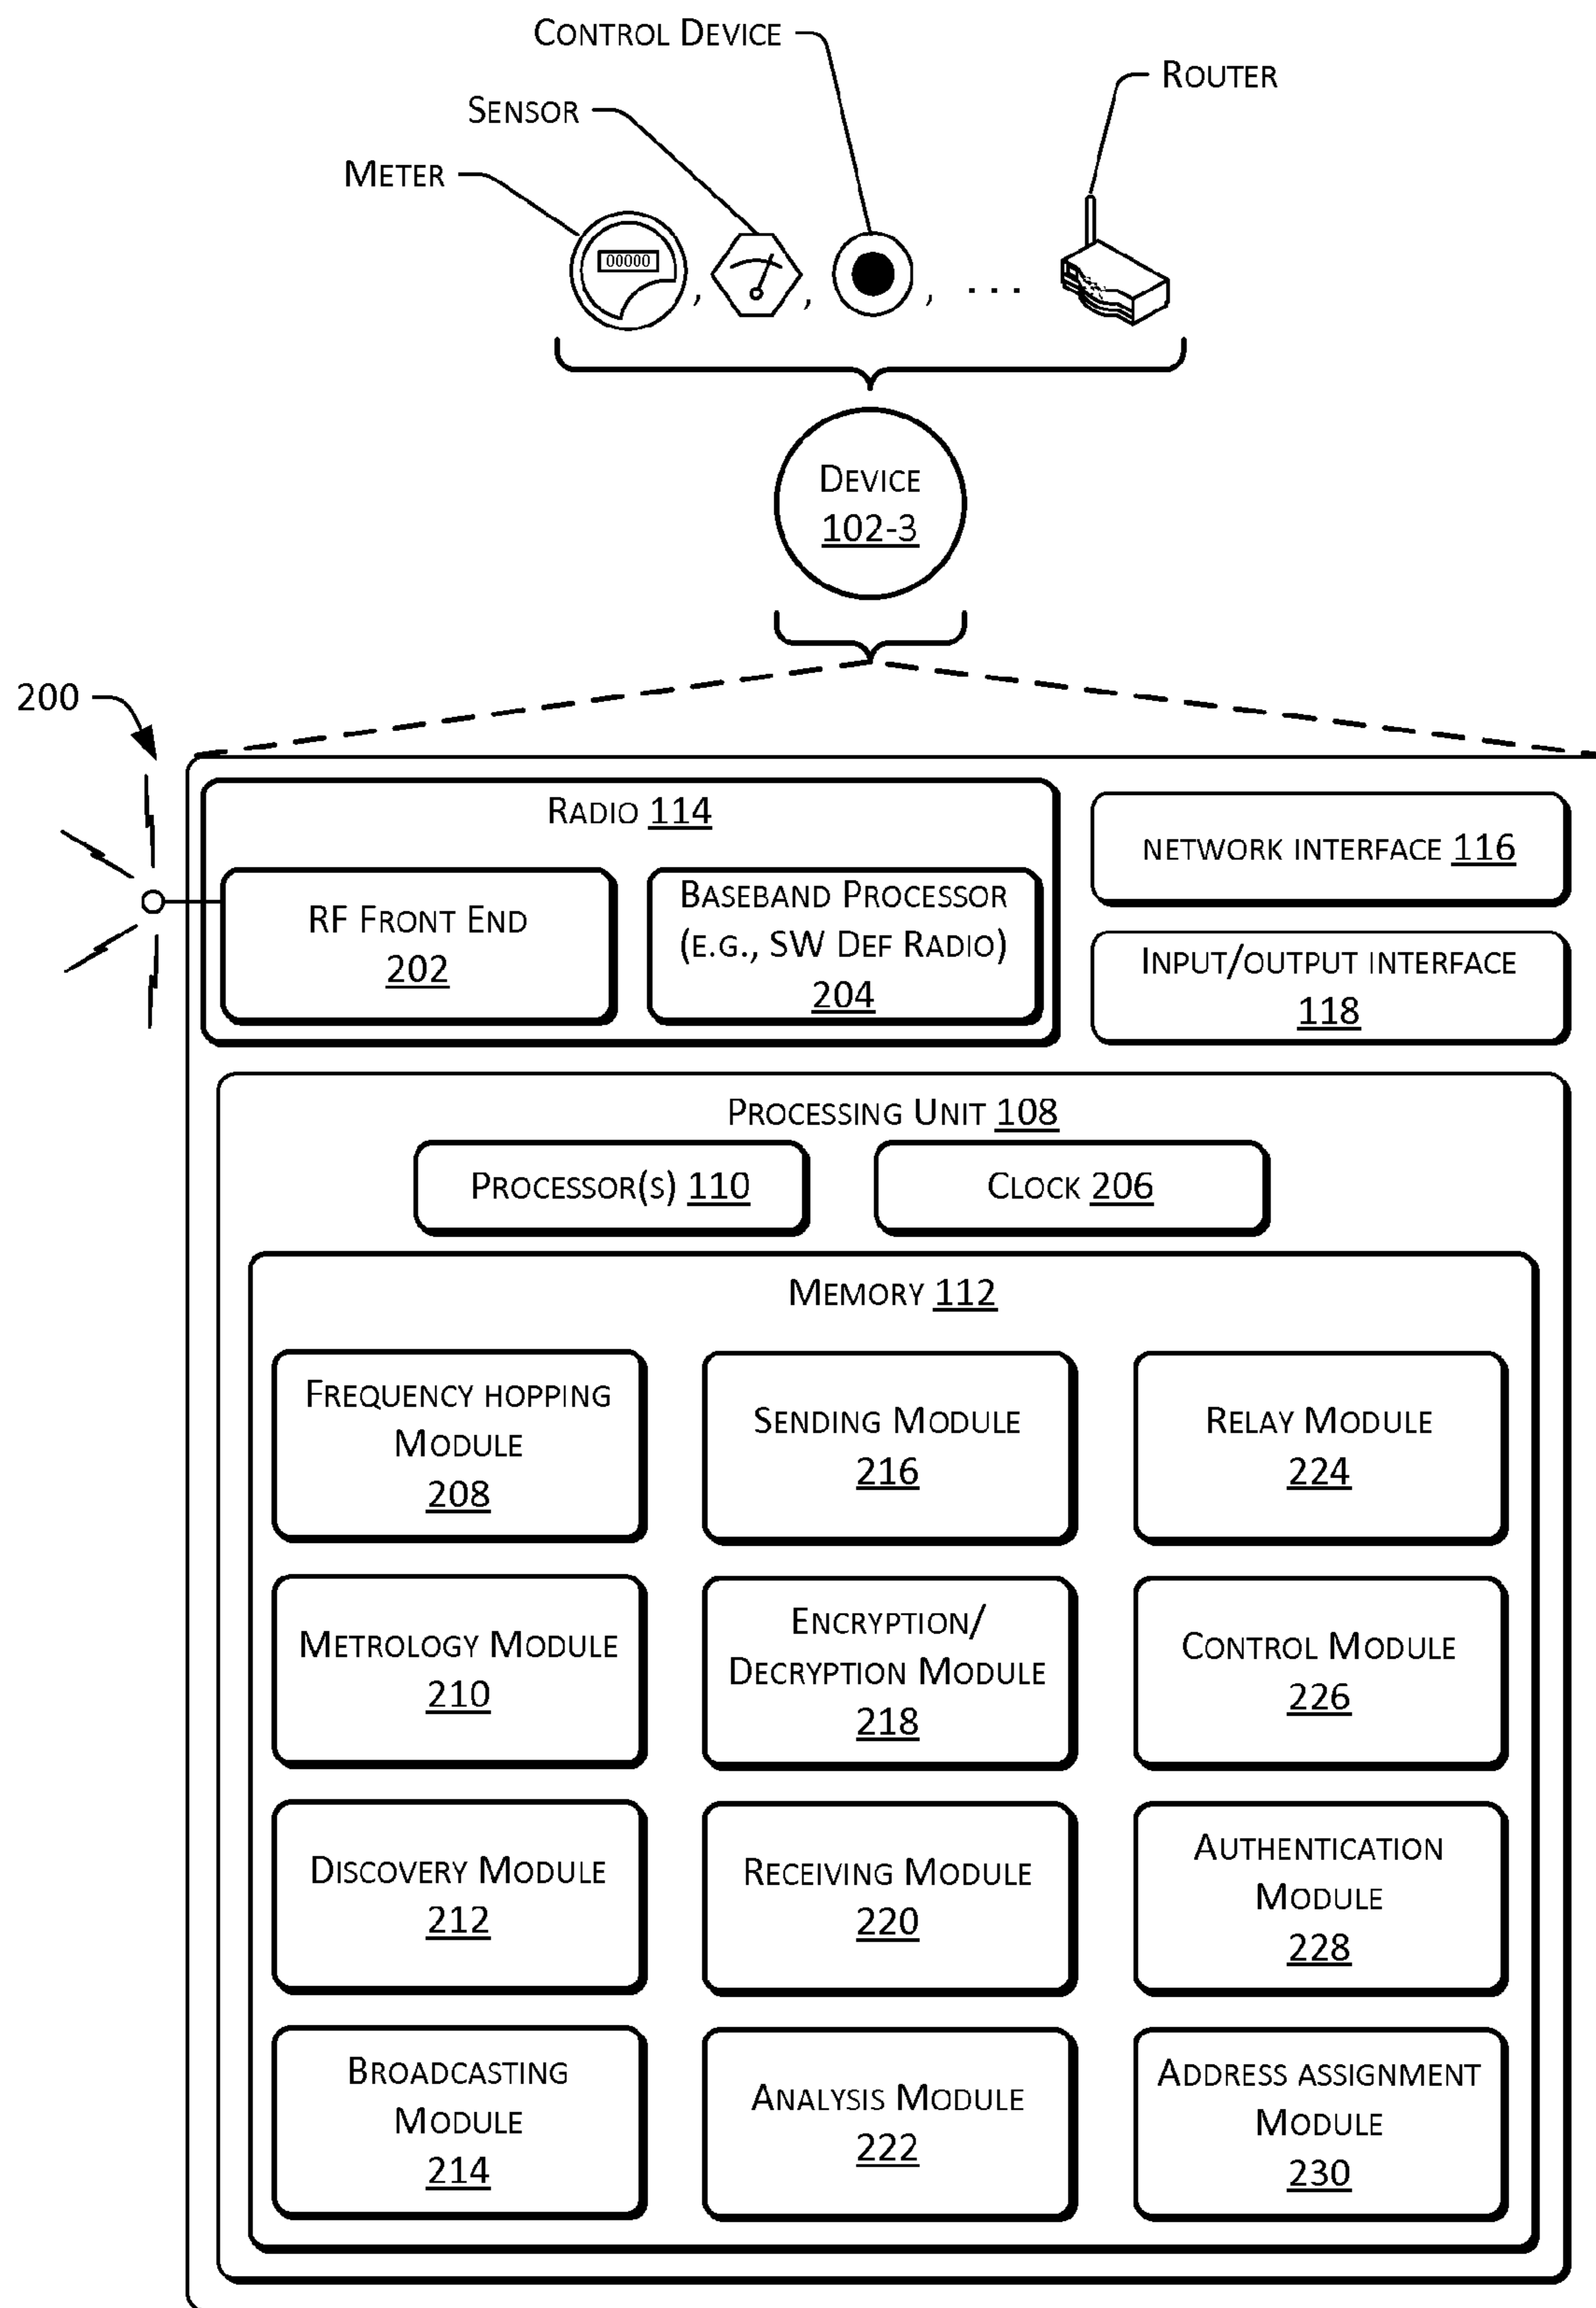 Control Device
Router
Sensor
Meter
00000
, , , ...
Device
102-3
200
Radio 114
network interface 116
RF Front End
202
Baseband Processor
(e.g., SW Def Radio)
204
Input/output interface
118
Processing Unit 108
Processor(s) 110
Clock 206
Memory 112
Frequency hopping
Module
208
Sending Module
216
Relay Module
224
Metrology Module
210
Encryption/
Decryption Module
218
Control Module
226
Discovery Module
212
Receiving Module
220
Authentication
Module
228
Broadcasting
Module
214
Analysis Module
222
Address assignment
Module
230